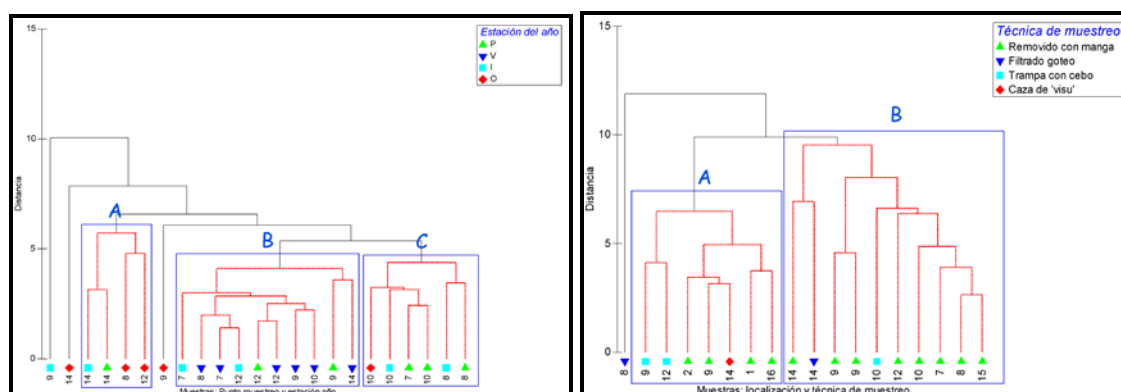 15
10
5
0
Distancia
Estación del año
P
V
I
O
A
B
C
9 14 14 14 8 12 9 7 8 7 12 12 12 9 10 9 14 10 10 7 10 8 8
Muestras: Punto muestreo y estación año
15
10
5
0
Distancia
Técnica de muestreo
Removido con manga
Filtrado goteo
Trampa con cebo
Caza de 'visu'
A
B
8 9 12 2 9 14 1 16 14 14 9 9 10 12 10 7 8 15
Muestras: localización y técnica de muestreo